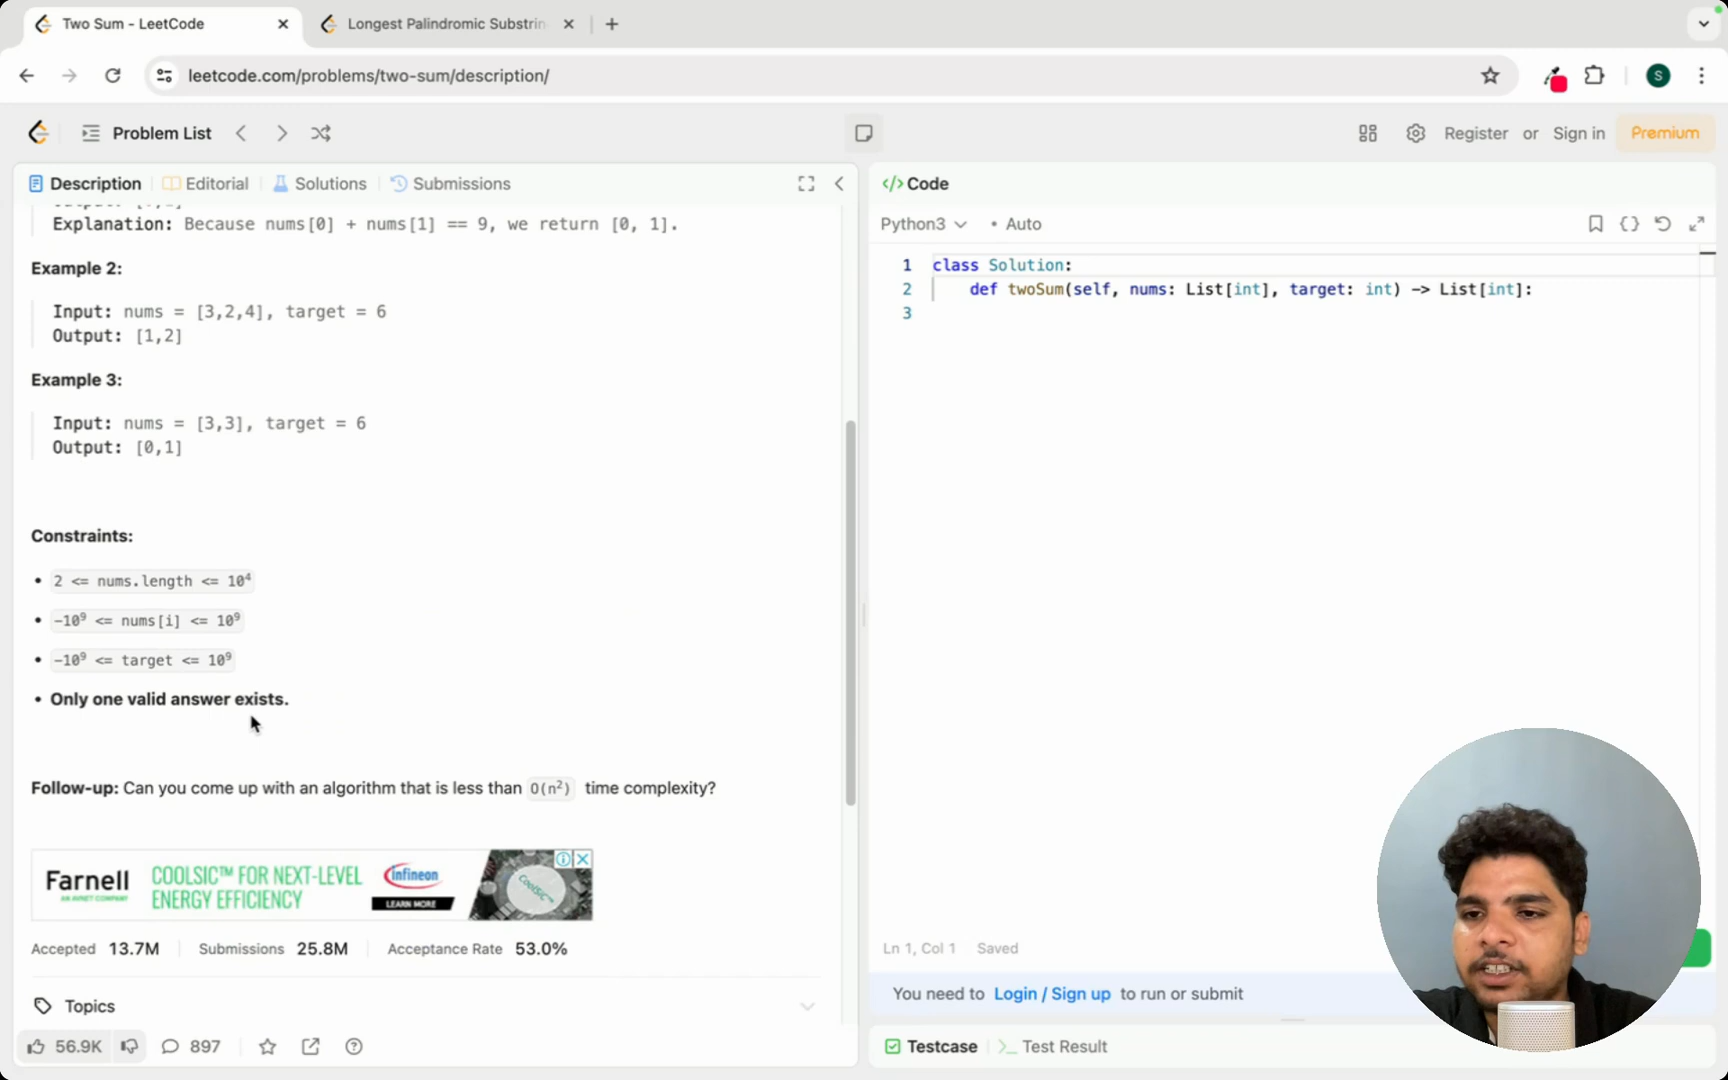 Two Sum - LeetCode
Longest Palindromic Substrin
leetcode.com/problems/two-sum/description/
S
Problem List
Register or Sign in
Premium
Description
Editorial
Solutions
Submissions
Explanation: Because nums[0] + nums[1] == 9, we return [0, 1].
Example 2:
Input: nums = [3,2,4], target = 6
Output: [1,2]
Example 3:
Input: nums = [3,3], target = 6
Output: [0,1]
Constraints:
• 2 <= nums.length <= 10⁴
• -10⁹ <= nums[i] <= 10⁹
• -10⁹ <= target <= 10⁹
• Only one valid answer exists.
Follow-up: Can you come up with an algorithm that is less than O(n²) time complexity?
Farnell
AN AVNET COMPANY
COOLSIC™ FOR NEXT-LEVEL
ENERGY EFFICIENCY
infineon
LEARN MORE
CoolSiC™
Accepted 13.7M
Submissions 25.8M
Acceptance Rate 53.0%
Topics
56.9K
897
</> Code
Python3
• Auto
1 class Solution:
2 def twoSum(self, nums: List[int], target: int) -> List[int]:
3
Ln 1, Col 1 Saved
You need to Login / Sign up to run or submit
Testcase
>_ Test Result